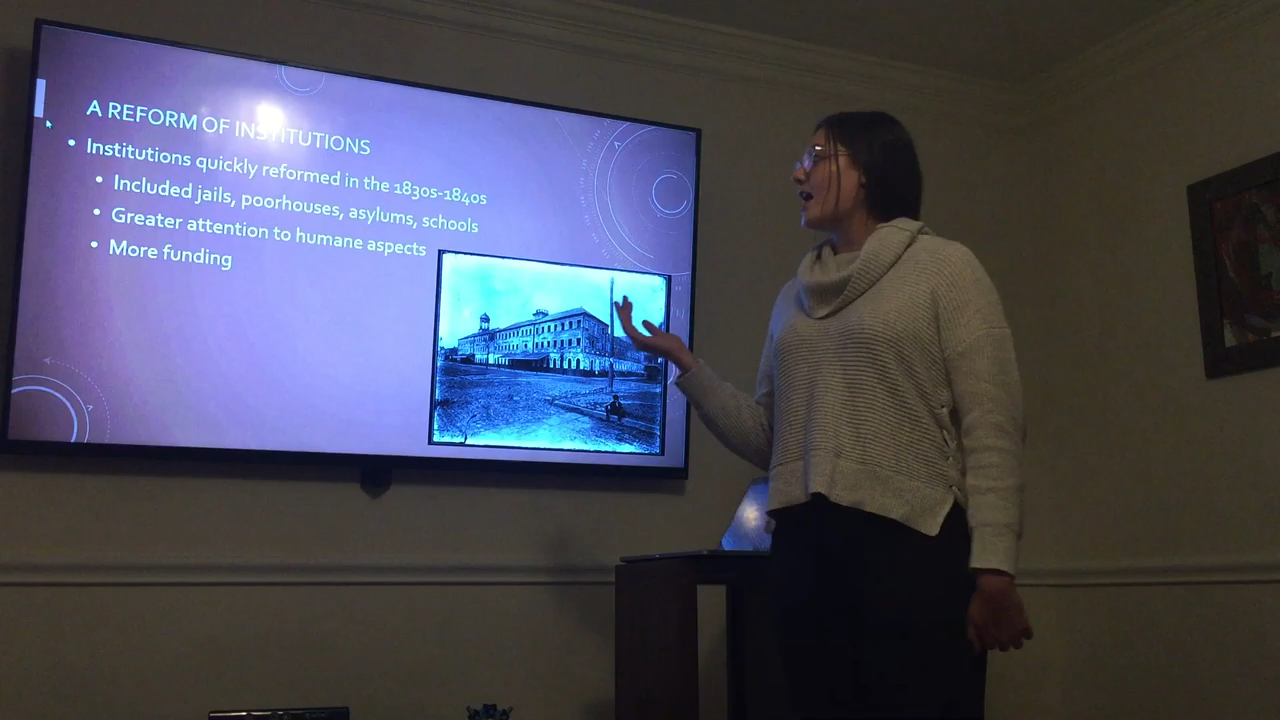 A REFORM OF INSTITUTIONS
• Institutions quickly reformed in the 1830s-1840s
• Included jails, poorhouses, asylums, schools
• Greater attention to humane aspects
• More funding